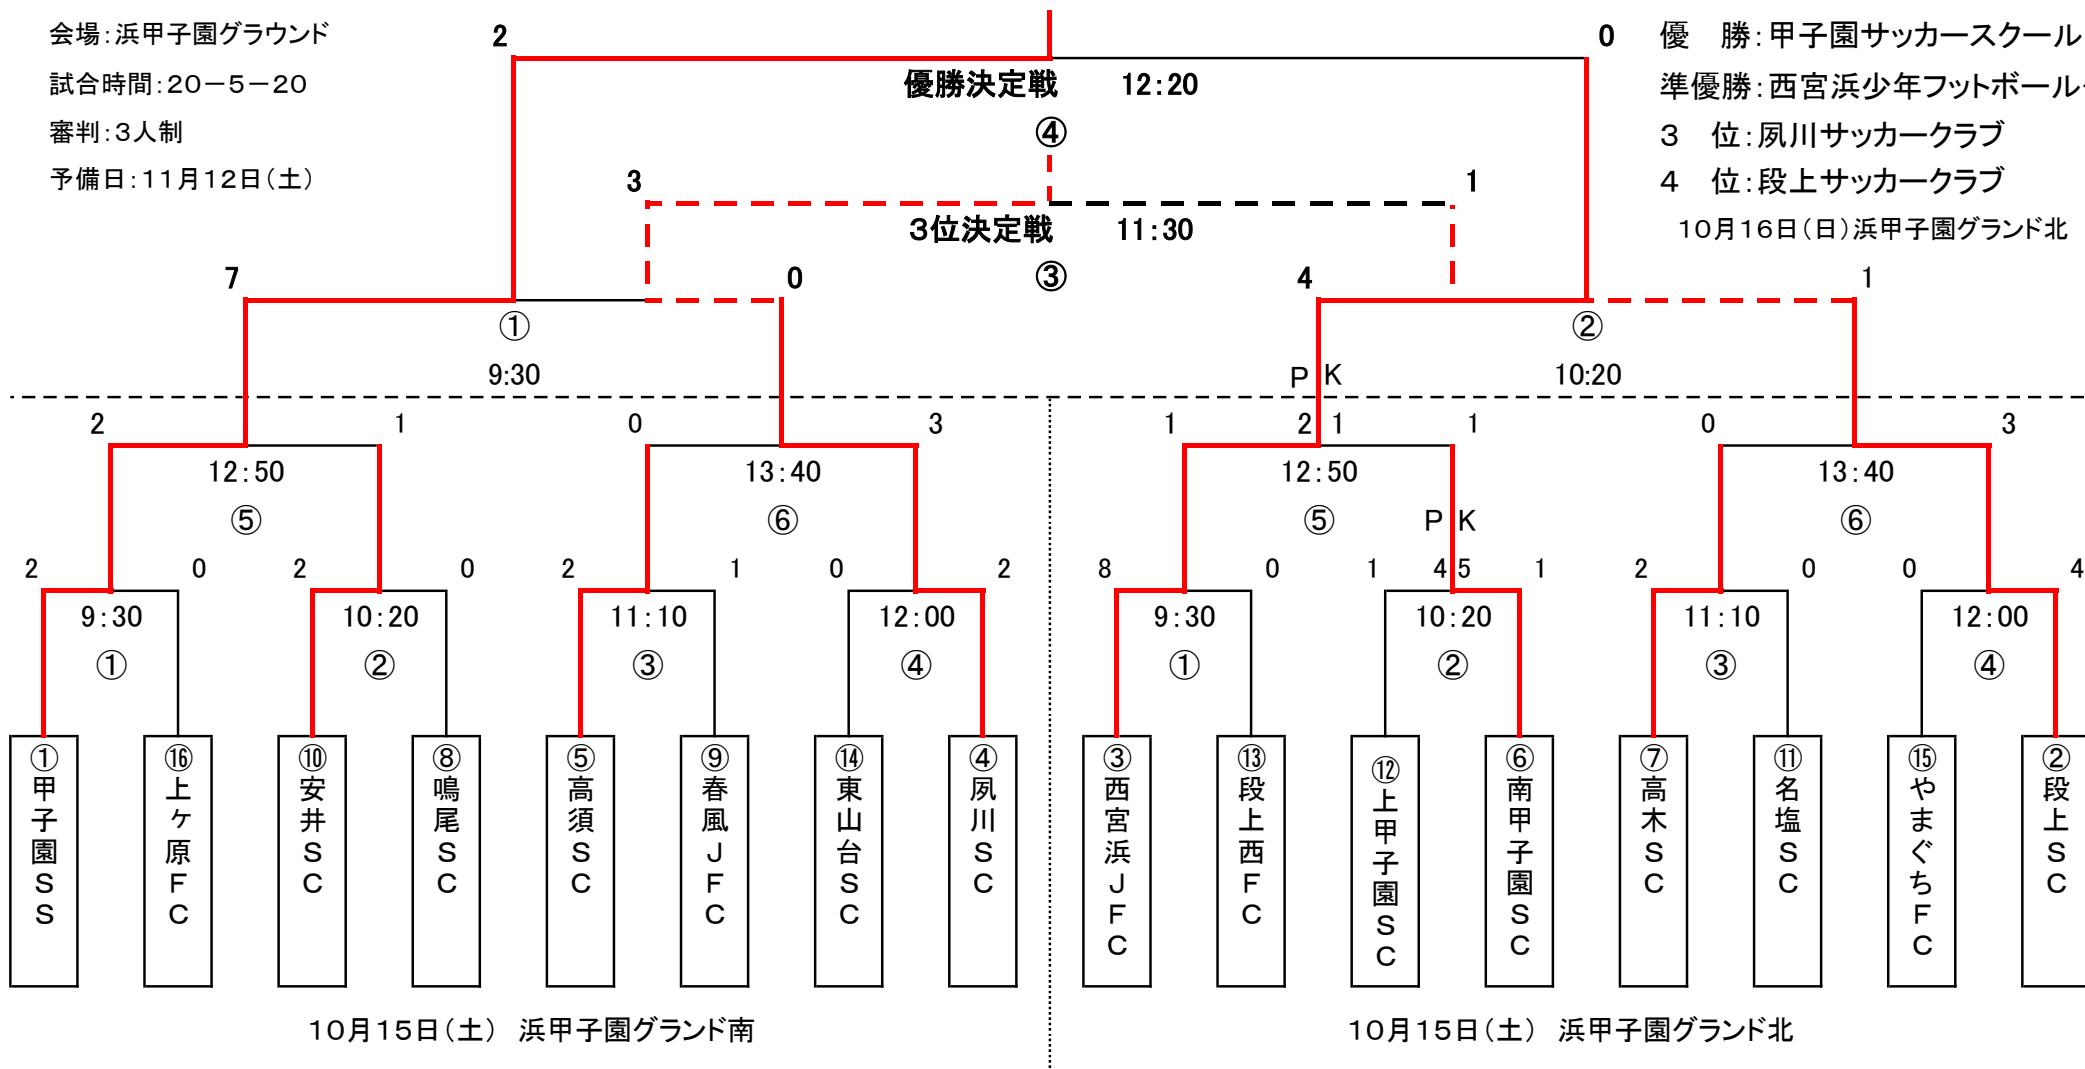 会場：浜甲子園グラウンド
試合時間：２０－５－２０
審判：３人制
予備日：１１月１２日（土）
優　勝：甲子園サッカースクール
準優勝：西宮浜少年フットボール
３　位：夙川サッカークラブ
４　位：段上サッカークラブ
１０月１６日（日）浜甲子園グランド北
2 0
優勝決定戦 12：20
④
3 1
３位決定戦 11：30
③
7 0 4 1
① ②
9:30 10:20
P K
2 1 0 3 1 2 1 1 0 3
12：50 13：40 12：50 13：40
⑤ ⑥ ⑤ ⑥
P K
2 0 2 0 2 1 0 2 8 0 1 4 5 1 2 0 0 4
9：30 10：20 11：10 12：00 9：30 10：20 11：10 12：00
① ② ③ ④ ① ② ③ ④
①甲子園ＳＳ
⑯上ヶ原ＦＣ
⑩安井ＳＣ
⑧鳴尾ＳＣ
⑤高須ＳＣ
⑨春風ＪＦＣ
⑭東山台ＳＣ
④夙川ＳＣ
③西宮浜ＪＦＣ
⑬段上西ＦＣ
⑫上甲子園ＳＣ
⑥南甲子園ＳＣ
⑦高木ＳＣ
⑪名塩ＳＣ
⑮やまぐちＦＣ
②段上ＳＣ
１０月１５日（土）　浜甲子園グランド南
１０月１５日（土）　浜甲子園グランド北